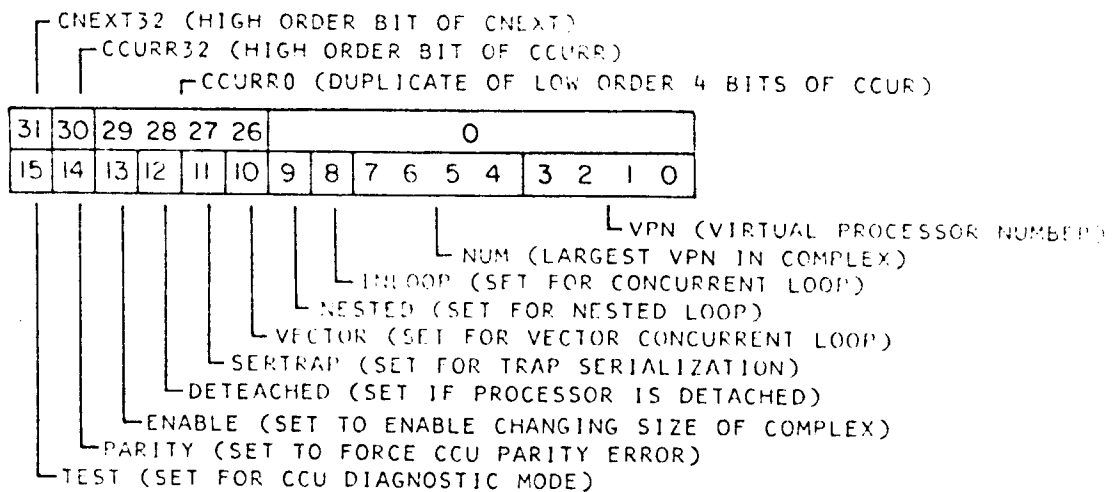 CNEXT32 (HIGH ORDER BIT OF CNEXT)
CCURR32 (HIGH ORDER BIT OF CCURR)
CCURR0 (DUPLICATE OF LOW ORDER 4 BITS OF CCUR)
31 30 29 28 27 26 0
15 14 13 12 11 10 9 8 7 6 5 4 3 2 1 0
VPN (VIRTUAL PROCESSOR NUMBER)
NUM (LARGEST VPN IN COMPLEX)
INLOOP (SET FOR CONCURRENT LOOP)
NESTED (SET FOR NESTED LOOP)
VECTOR (SET FOR VECTOR CONCURRENT LOOP)
SERTRAP (SET FOR TRAP SERIALIZATION)
DETEACHED (SET IF PROCESSOR IS DETACHED)
ENABLE (SET TO ENABLE CHANGING SIZE OF COMPLEX)
PARITY (SET TO FORCE CCU PARITY ERROR)
TEST (SET FOR CCU DIAGNOSTIC MODE)